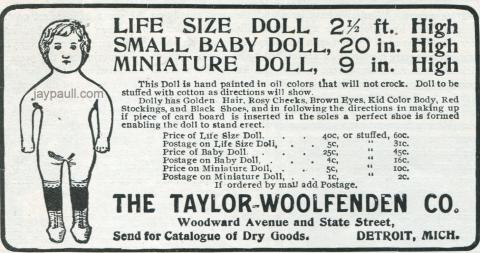 LIFE SIZE DOLL 2½ ft. High
SMALL BABY DOLL, 20 in. High
MINIATURE DOLL, 9 in. High
This Doll is hand painted in oil colors that will not crock. Doll to be
stuffed with cotton as directions will show.
Dolly has Golden Hair, Rosy Cheeks, Brown Eyes, Kid Color Body, Red
Stockings, and Black Shoes, and in following the directions in making up
if piece of card board is inserted in the soles a perfect shoe is formed
enabling the doll to stand erect.
Price of Life Size Doll, . . . 40c, or stuffed, 60c.
Postage on Life Size Doll, . . 5c, " 31c.
Price of Baby Doll. . . . 25c, " 45c.
Postage on Baby Doll, . . . 4c, " 16c.
Price on Miniature Doll, . . . 5c, " 10c.
Postage on Miniature Doll, . . 1c, " 2c.
If ordered by mail add Postage.
THE TAYLOR-WOOLFENDEN CO.
Woodward Avenue and State Street,
Send for Catalogue of Dry Goods. DETROIT, MICH.
jaypaull.com